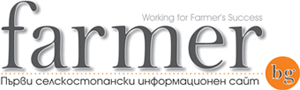 Working for Farmer's Success
farmer
bg
Първи селскостопански информационен сайт